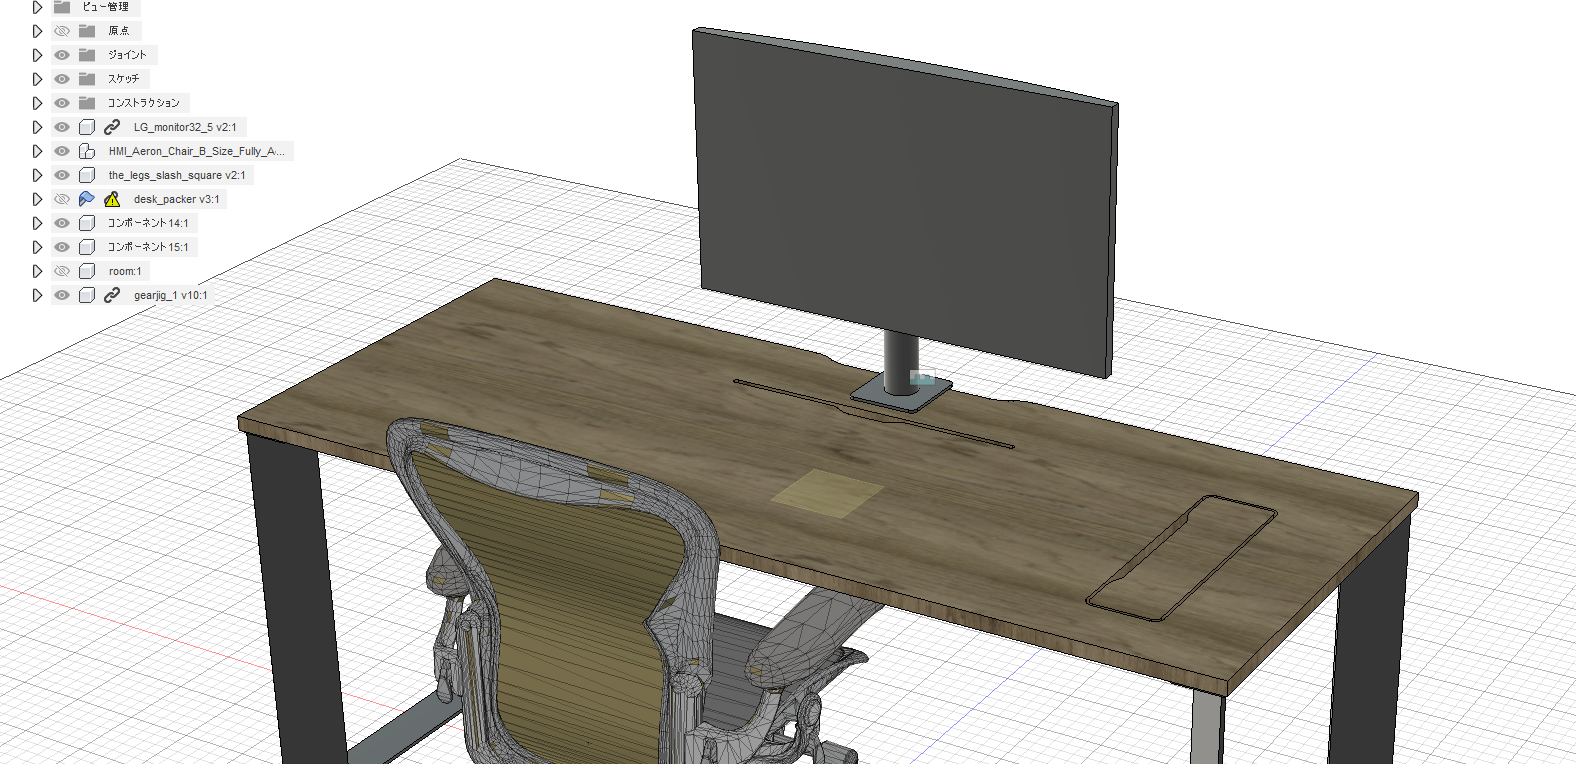 ビュー管理
原点
ジョイント
スケッチ
コンストラクション
LG_monitor32_5 v2:1
HMI_Aeron_Chair_B_Size_Fully_A...
the_legs_slash_square v2:1
desk_packer v3:1
コンポーネント14:1
コンポーネント15:1
room:1
gearjig_1 v10:1